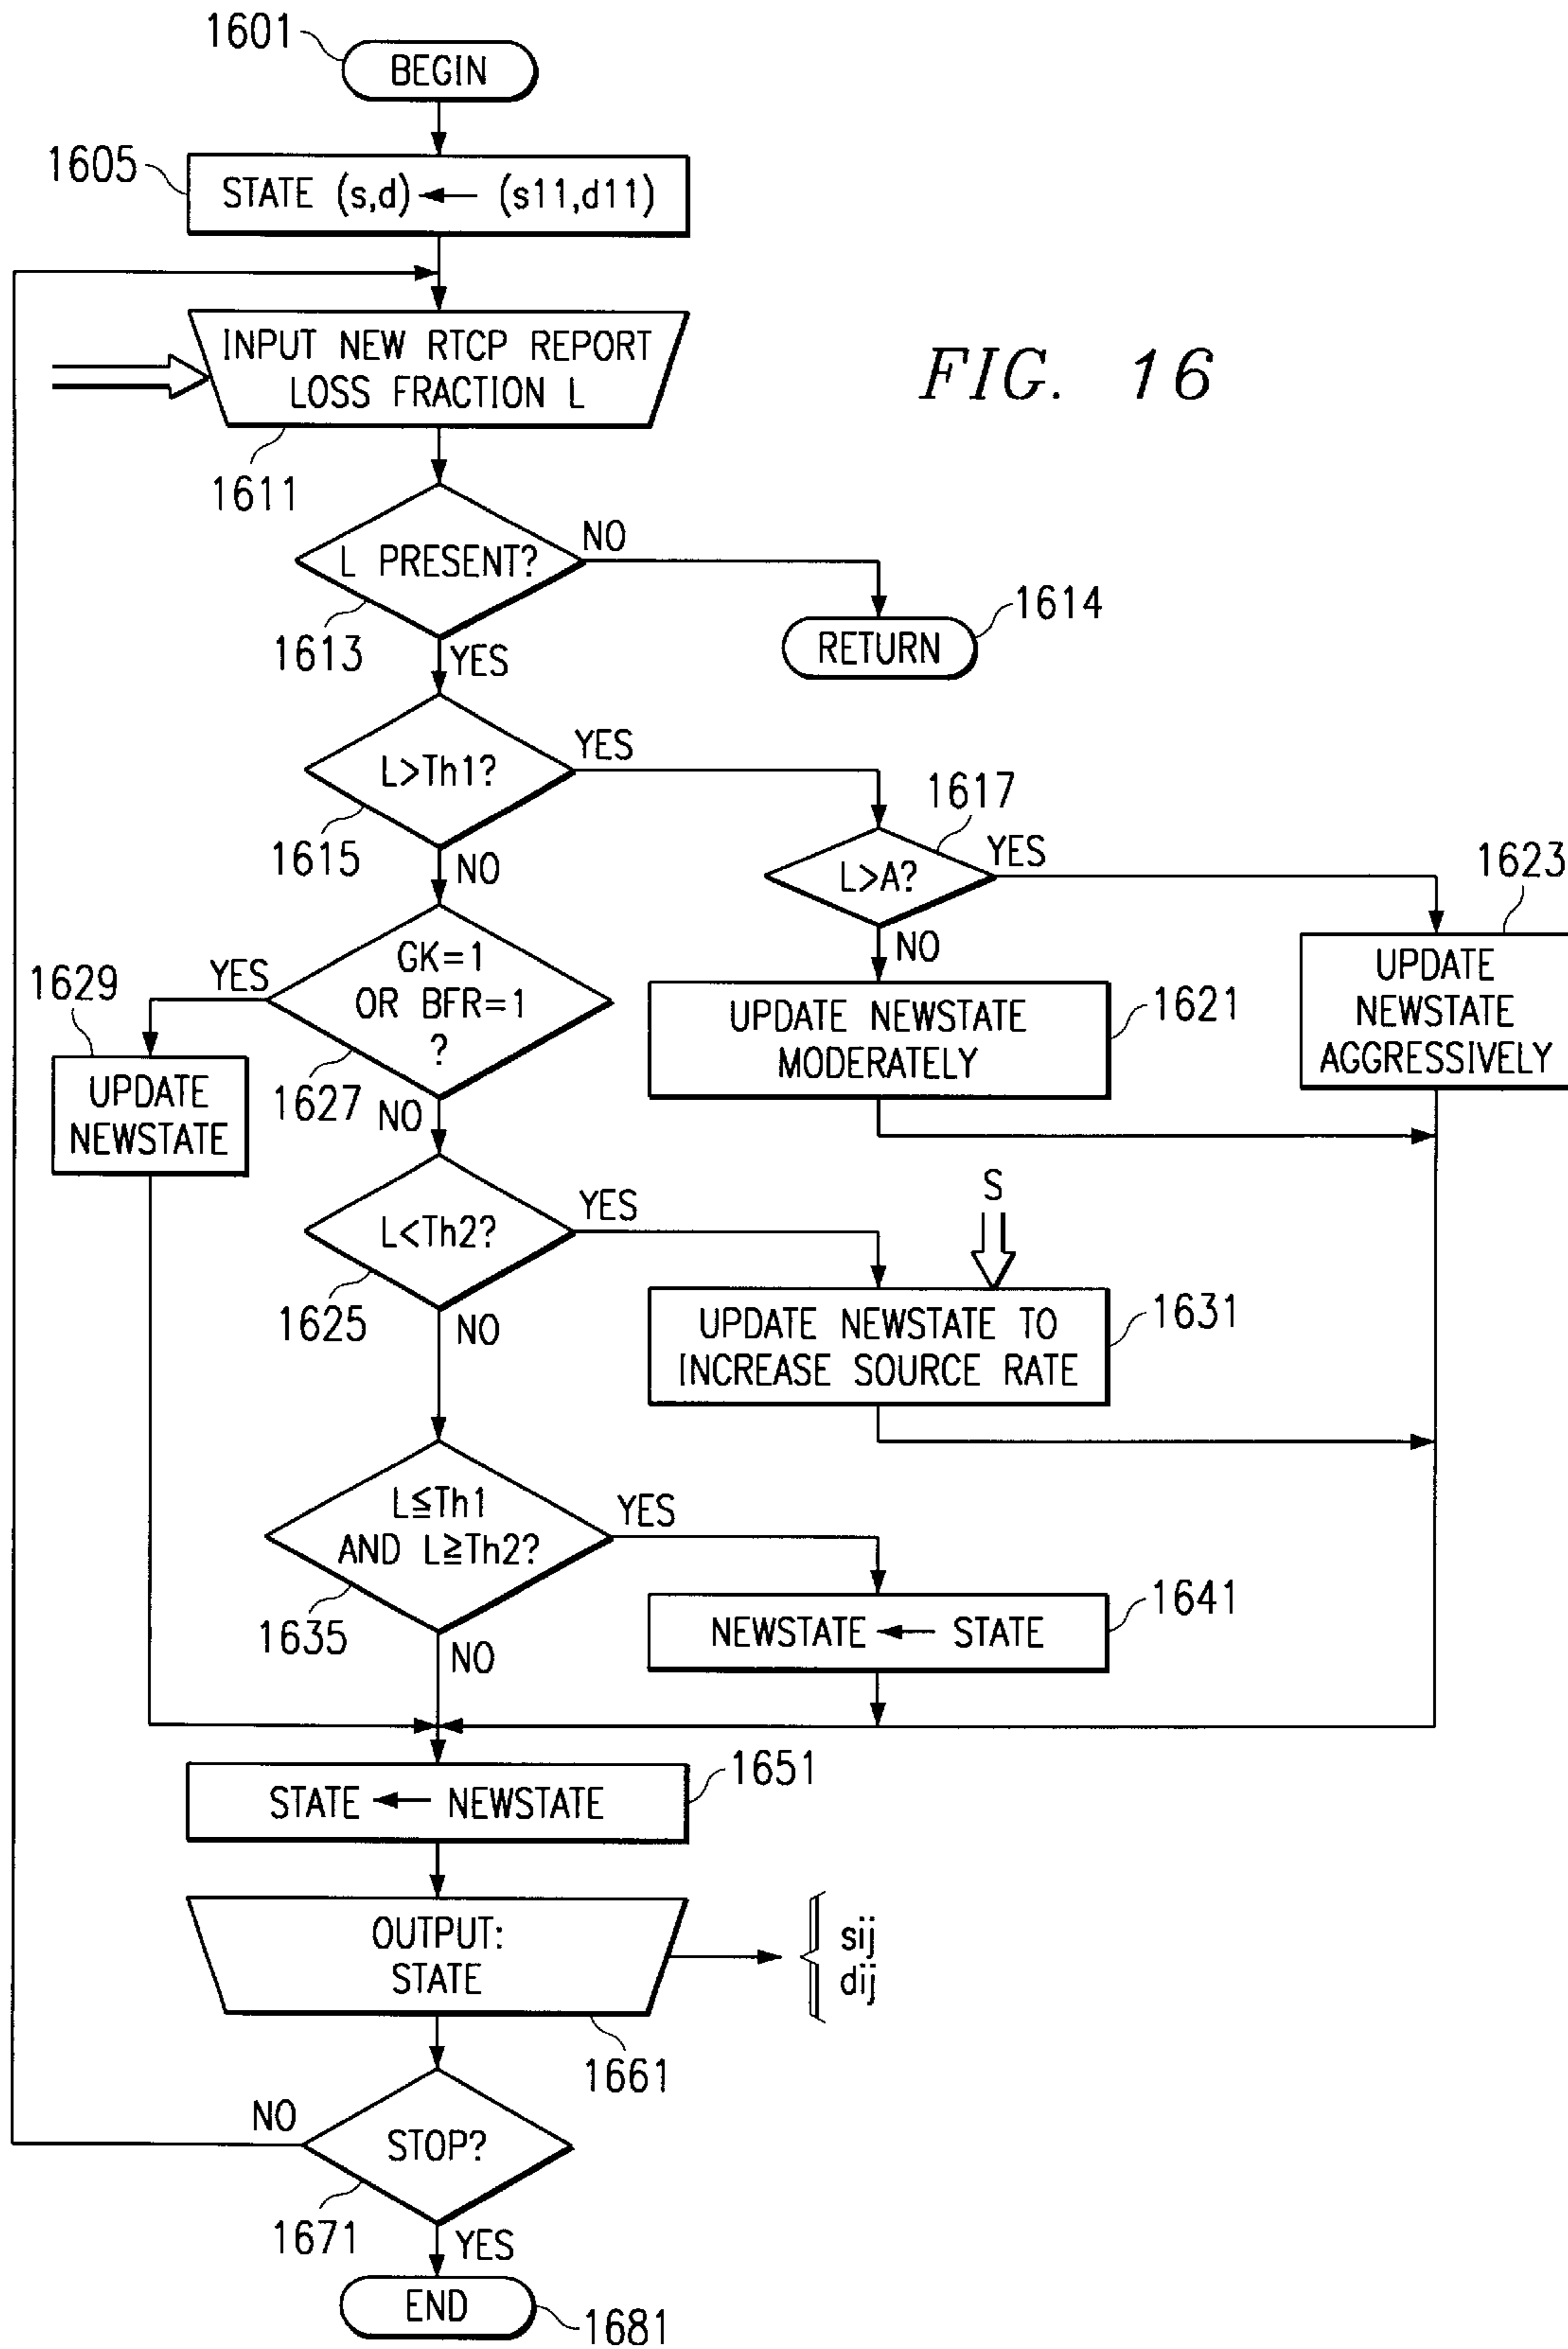 1601
BEGIN
1605
STATE (s,d) ← (s11,d11)
INPUT NEW RTCP REPORT
LOSS FRACTION L
FIG. 16
1611
L PRESENT?
NO
1613
YES
1614
RETURN
L>Th1?
YES
1615
NO
1617
L>A?
YES
NO
1623
UPDATE
NEWSTATE
AGGRESSIVELY
GK=1
OR BFR=1
?
YES
1627
NO
1629
UPDATE
NEWSTATE
UPDATE NEWSTATE
MODERATELY
1621
L<Th2?
YES
1625
NO
S
UPDATE NEWSTATE TO
INCREASE SOURCE RATE
1631
L≦Th1
AND L≧Th2?
YES
1635
NO
NEWSTATE ← STATE
1641
STATE ← NEWSTATE
1651
OUTPUT:
STATE
sij
dij
1661
STOP?
NO
1671
YES
END
1681